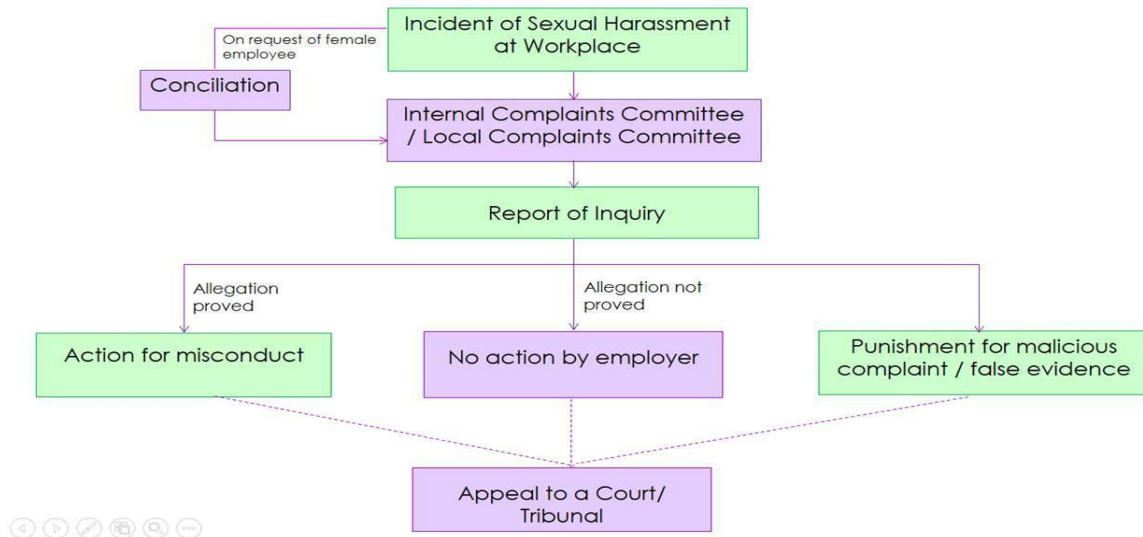 Incident of Sexual Harassment
at Workplace
On request of female
employee
Conciliation
Internal Complaints Committee
/ Local Complaints Committee
Report of Inquiry
Allegation
proved
Allegation not
proved
Action for misconduct
No action by employer
Punishment for malicious
complaint / false evidence
Appeal to a Court/
Tribunal